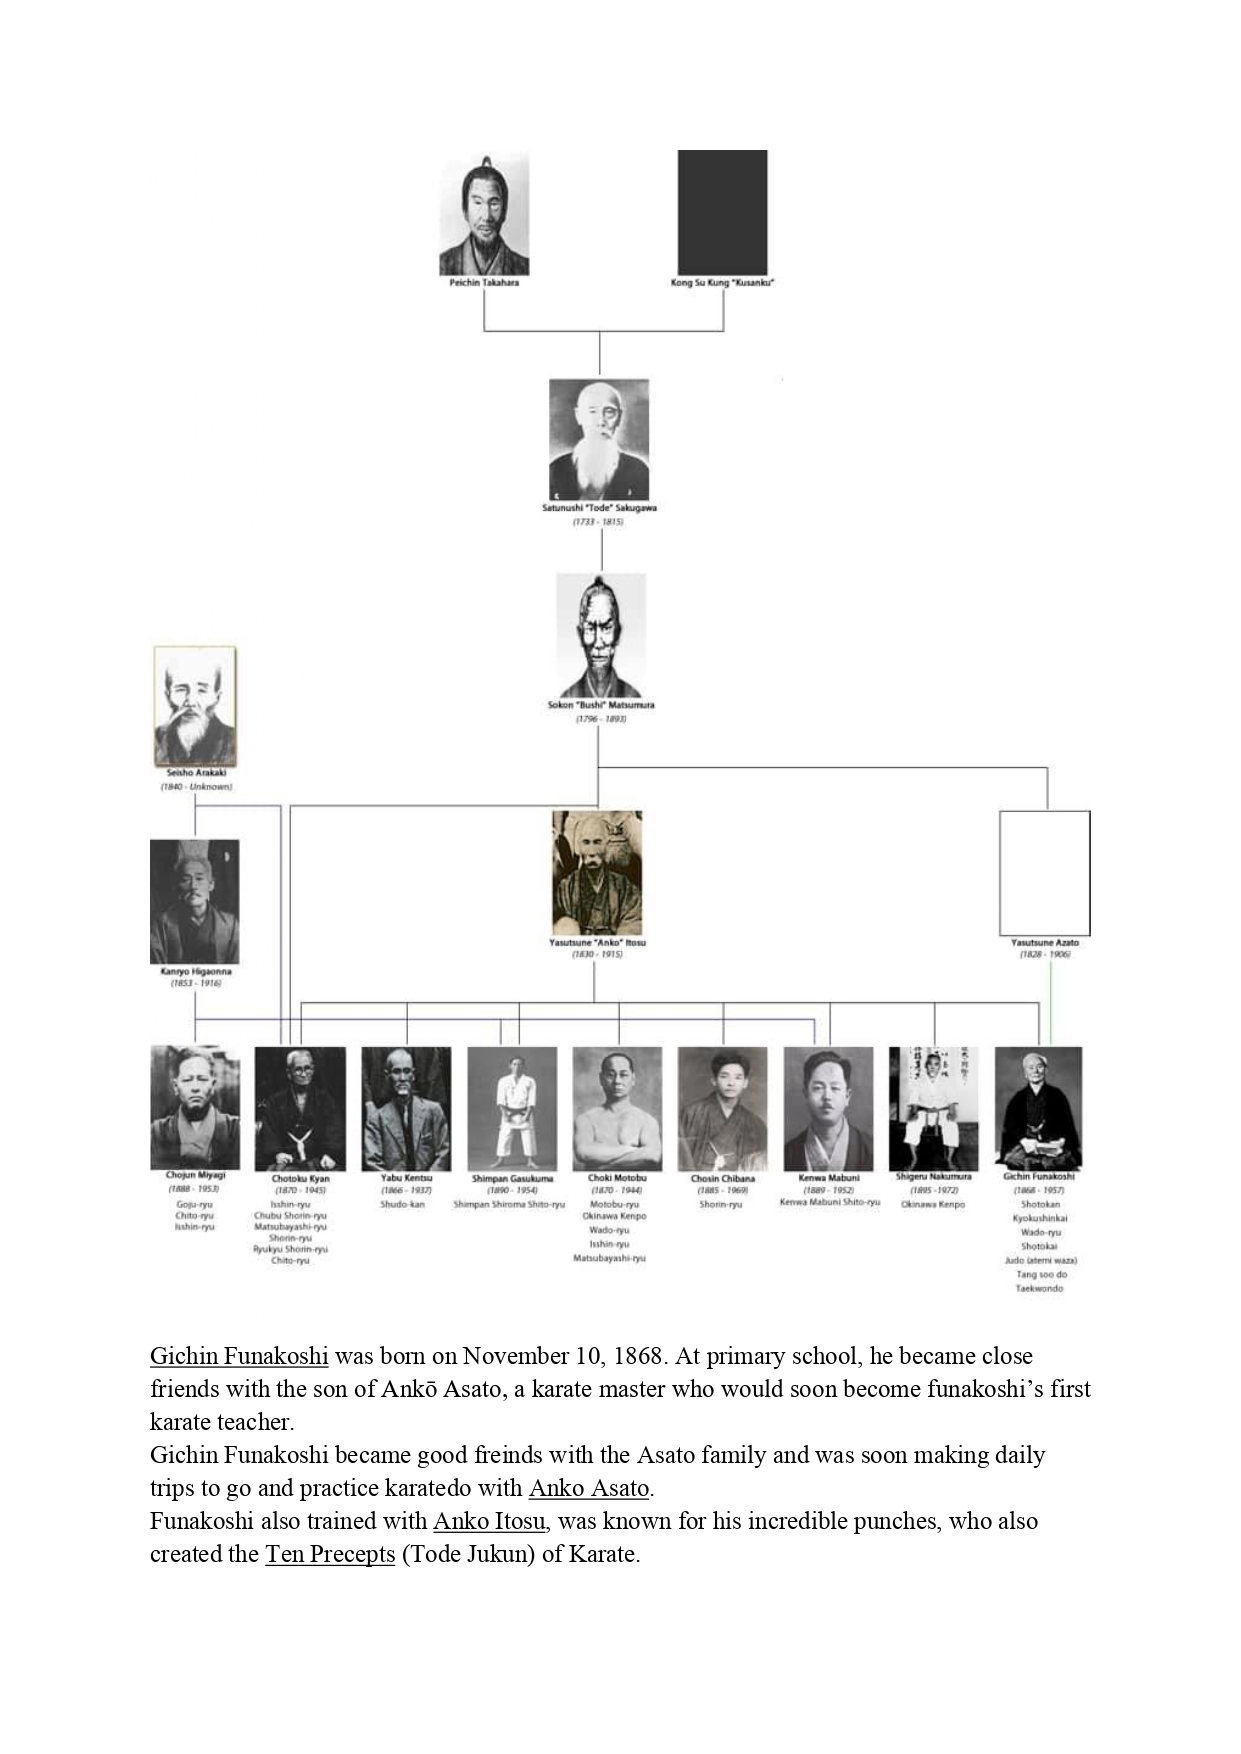 Peichin Takahara
Kong Su Kung "Kusanku"
Satunushi "Tode" Sakugawa
(1733 - 1815)
Sokon "Bushi" Matsumura
(1796 - 1893)
Seisho Arakaki
(1840 - Unknown)
Yasutsune "Anko" Itosu
(1830 - 1915)
Yasutsune Azato
(1828 - 1906)
Kanryo Higaonna
(1853 - 1916)
Chojun Miyagi
(1888 - 1953)
Goju-ryu
Chito-ryu
Isshin-ryu
Chotoku Kyan
(1870 - 1945)
Isshin-ryu
Chubu Shorin-ryu
Matsubayashi-ryu
Shorin-ryu
Ryukyu Shorin-ryu
Chito-ryu
Yabu Kentsu
(1866 - 1937)
Shudo-kan
Shimpan Gasukuma
(1890 - 1954)
Shimpan Shiroma Shito-ryu
Choki Motobu
(1870 - 1944)
Motobu-ryu
Okinawa Kenpo
Wado-ryu
Isshin-ryu
Matsubayashi-ryu
Chosin Chibana
(1885 - 1969)
Shorin-ryu
Kenwa Mabuni
(1889 - 1952)
Kenwa Mabuni Shito-ryu
Shigeru Nakumura
(1895 -1972)
Okinawa Kenpo
Gichin Funakoshi
(1868 - 1957)
Shotokan
Kyokushinkai
Wado-ryu
Shotokai
Judo (atemi waza)
Tang soo do
Taekwondo
Gichin Funakoshi was born on November 10, 1868. At primary school, he became close
friends with the son of Ankō Asato, a karate master who would soon become funakoshi's first
karate teacher.
Gichin Funakoshi became good freinds with the Asato family and was soon making daily
trips to go and practice karatedo with Anko Asato.
Funakoshi also trained with Anko Itosu, was known for his incredible punches, who also
created the Ten Precepts (Tode Jukun) of Karate.